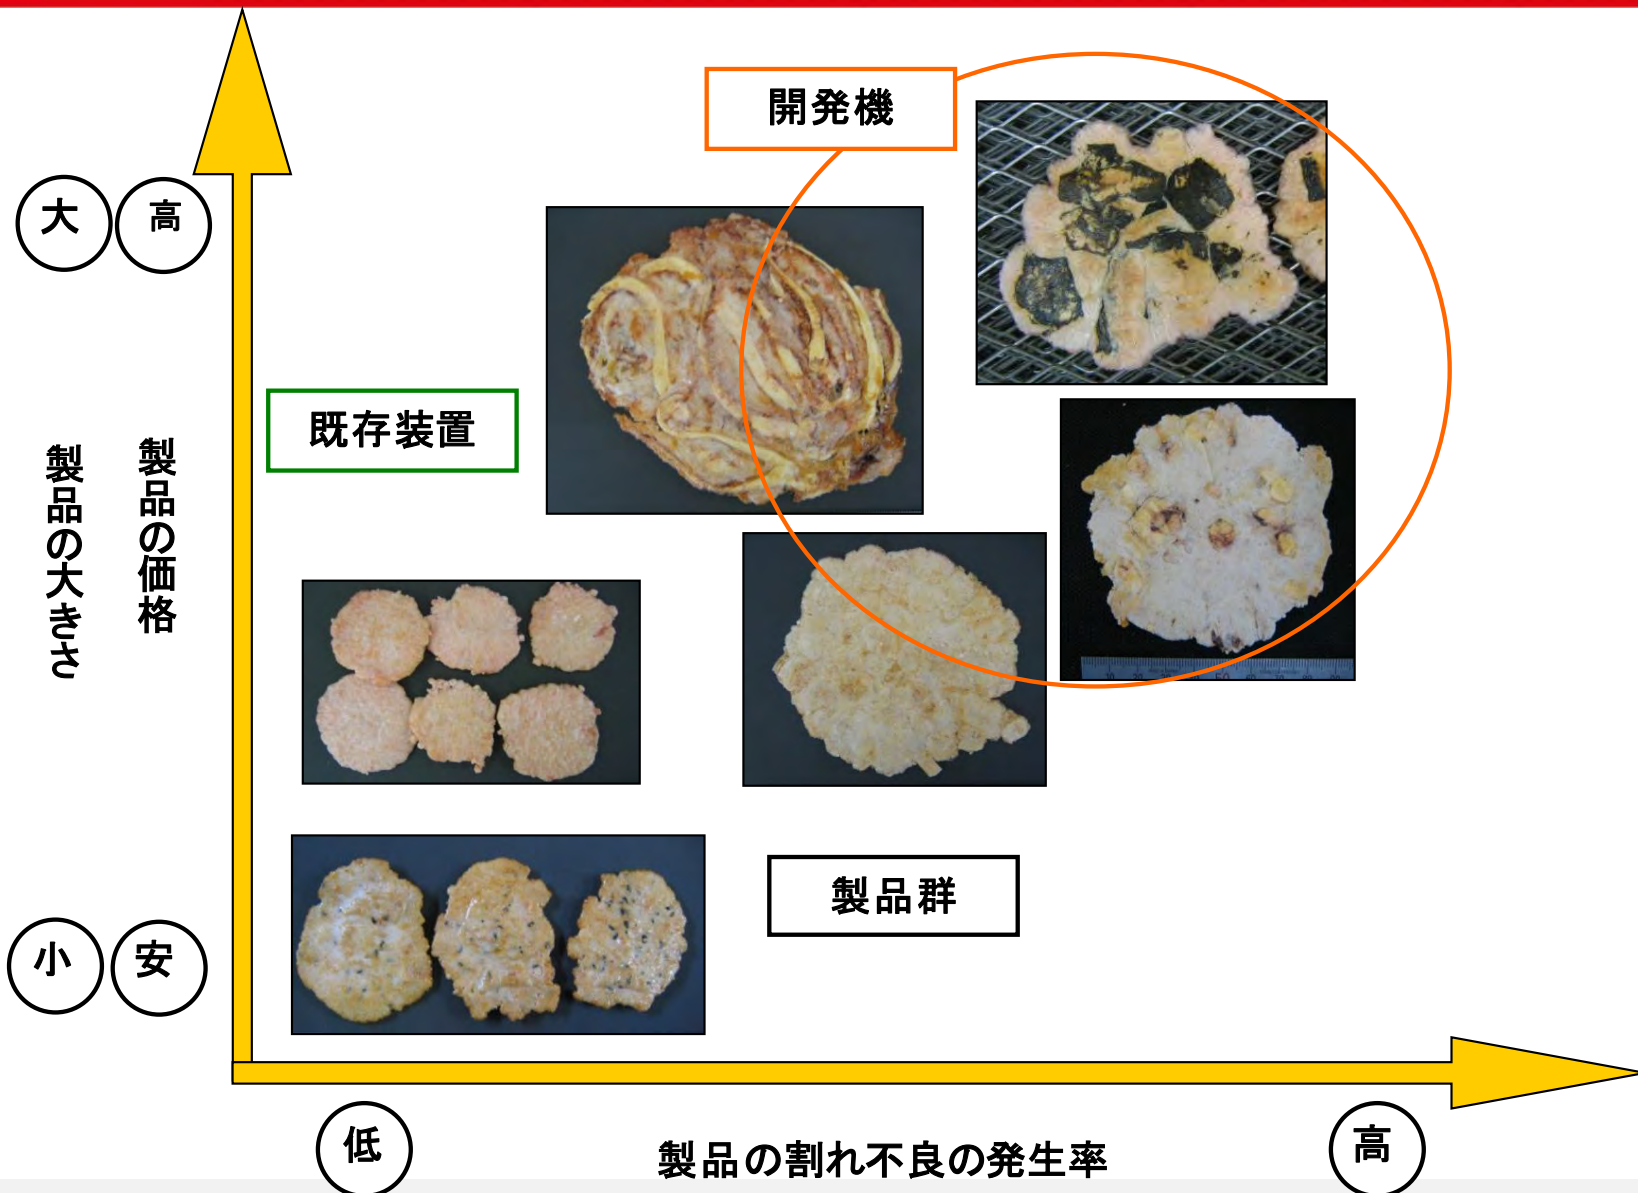 開発機
大
高
既存装置
製品の大きさ
製品の価格
製品群
小
安
低
製品の割れ不良の発生率
高